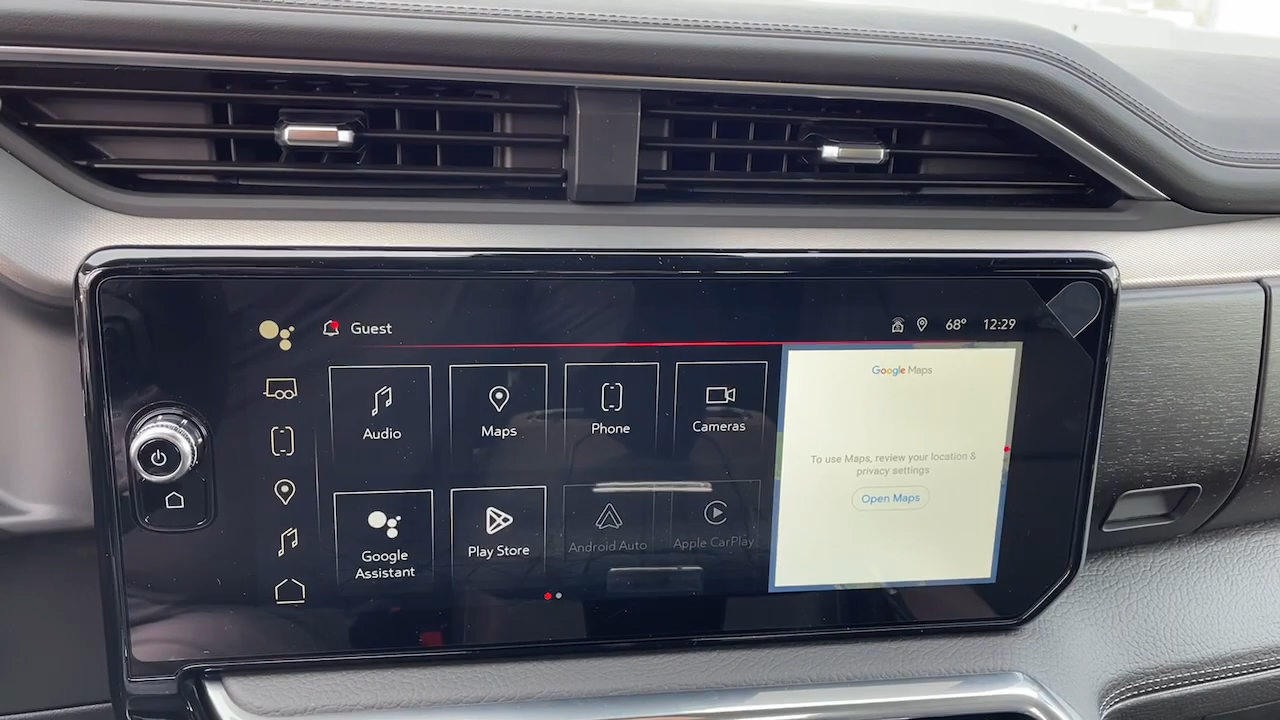 Guest
68° 12:29
Audio
Maps
Phone
Cameras
Google
Assistant
Play Store
Android Auto
Apple CarPlay
Google Maps
To use Maps, review your location &
privacy settings
Open Maps